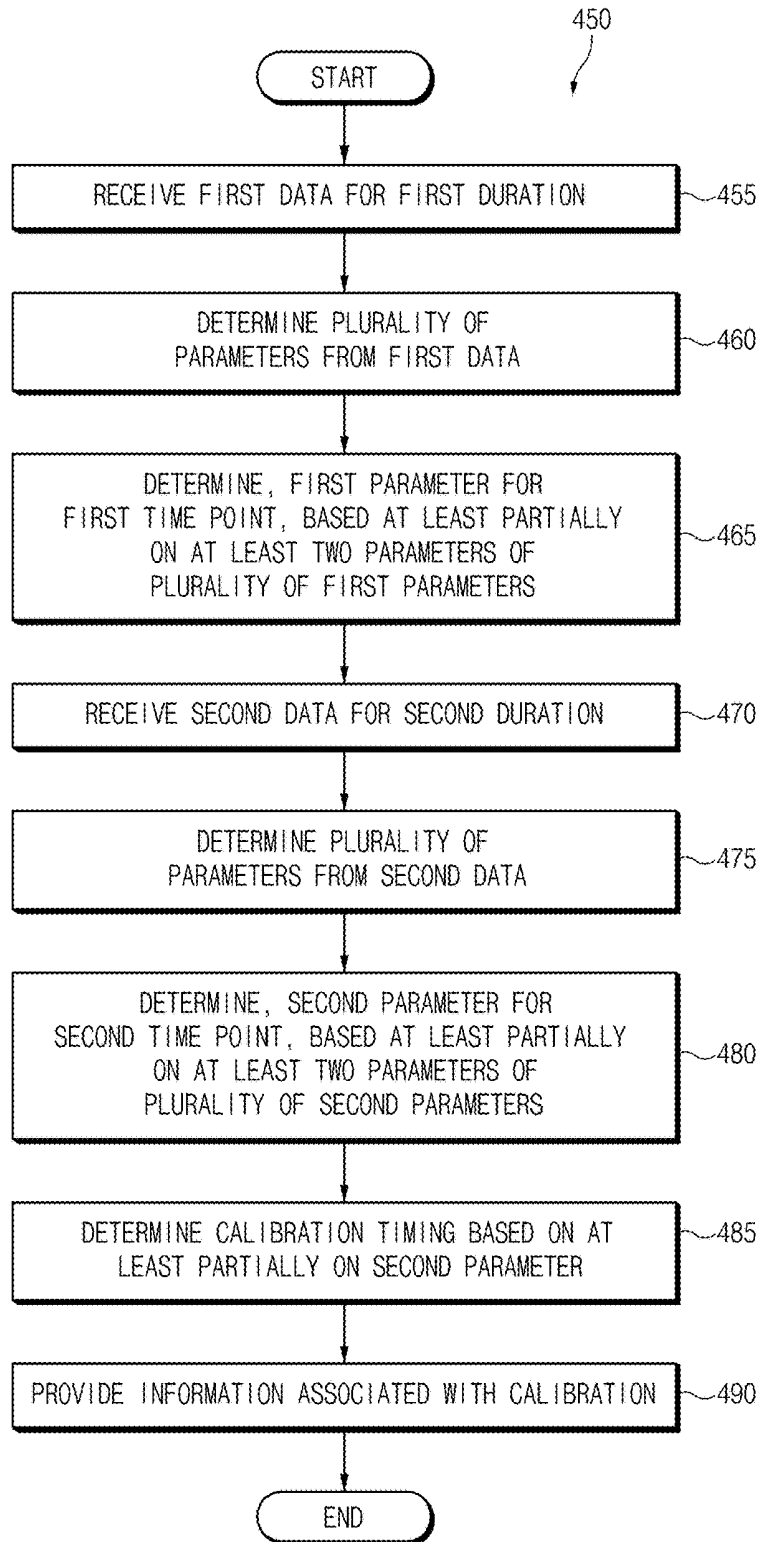 450
START
RECEIVE FIRST DATA FOR FIRST DURATION
455
DETERMINE PLURALITY OF
PARAMETERS FROM FIRST DATA
460
DETERMINE, FIRST PARAMETER FOR
FIRST TIME POINT, BASED AT LEAST PARTIALLY
ON AT LEAST TWO PARAMETERS OF
PLURALITY OF FIRST PARAMETERS
465
RECEIVE SECOND DATA FOR SECOND DURATION
470
DETERMINE PLURALITY OF
PARAMETERS FROM SECOND DATA
475
DETERMINE, SECOND PARAMETER FOR
SECOND TIME POINT, BASED AT LEAST PARTIALLY
ON AT LEAST TWO PARAMETERS OF
PLURALITY OF SECOND PARAMETERS
480
DETERMINE CALIBRATION TIMING BASED ON AT
LEAST PARTIALLY ON SECOND PARAMETER
485
PROVIDE INFORMATION ASSOCIATED WITH CALIBRATION
490
END